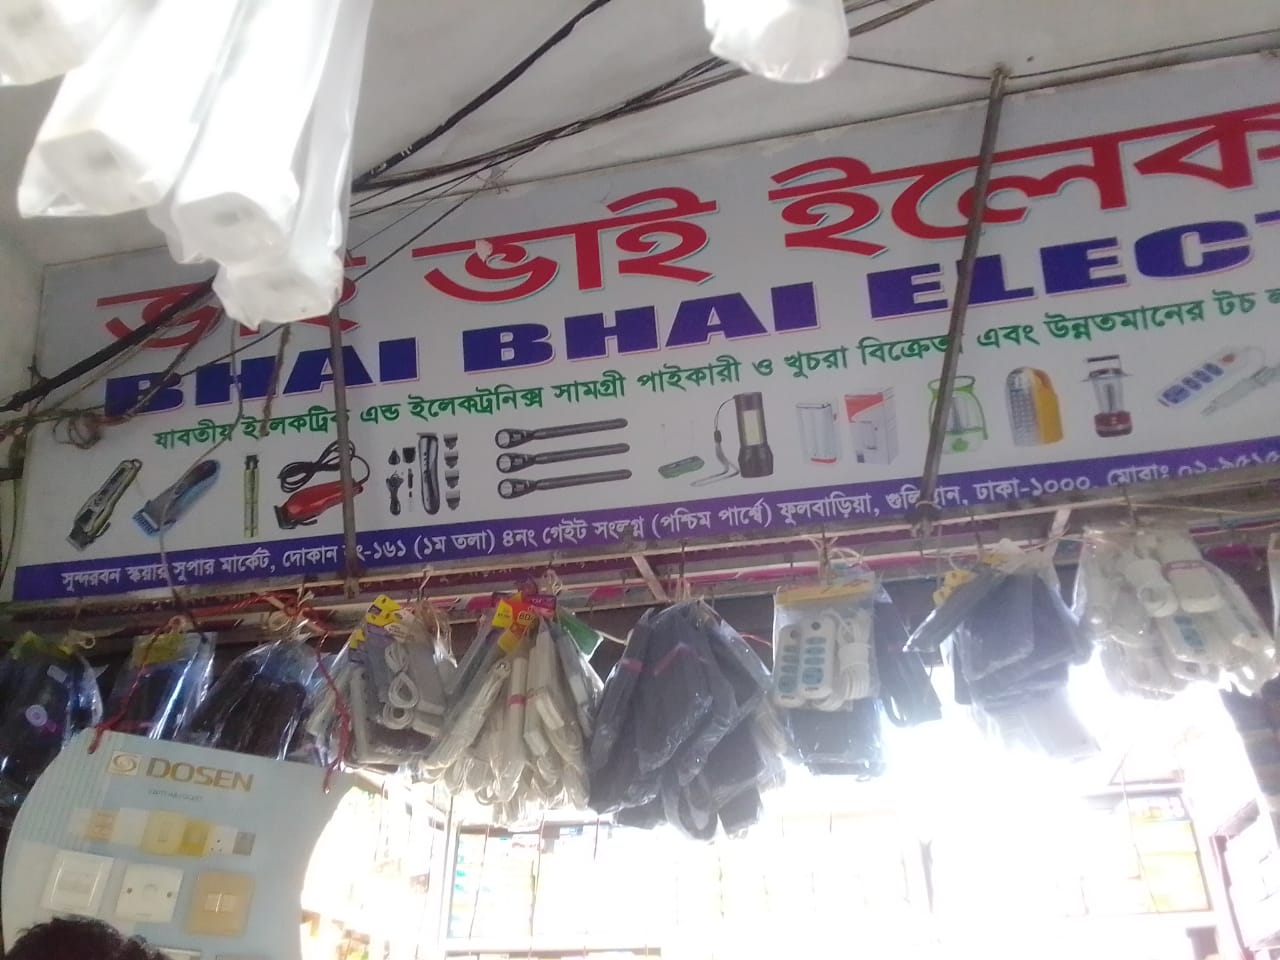 ভাই ভাই ইলেক
BHAI BHAI ELECT
যাবতীয় ইলেকট্রিক এন্ড ইলেকট্রনিক্স সামগ্রী পাইকারী ও খুচরা বিক্রেতা এবং উন্নতমানের টচ
সুন্দরবন স্কয়ার সুপার মার্কেট, দোকান নং-১৬১ (১ম তলা) ৪নং গেইট সংলগ্ন (পশ্চিম পার্শ্বে) ফুলবাড়িয়া, গুলিস্তান, ঢাকা-১০০০, মোবাঃ
DOSEN